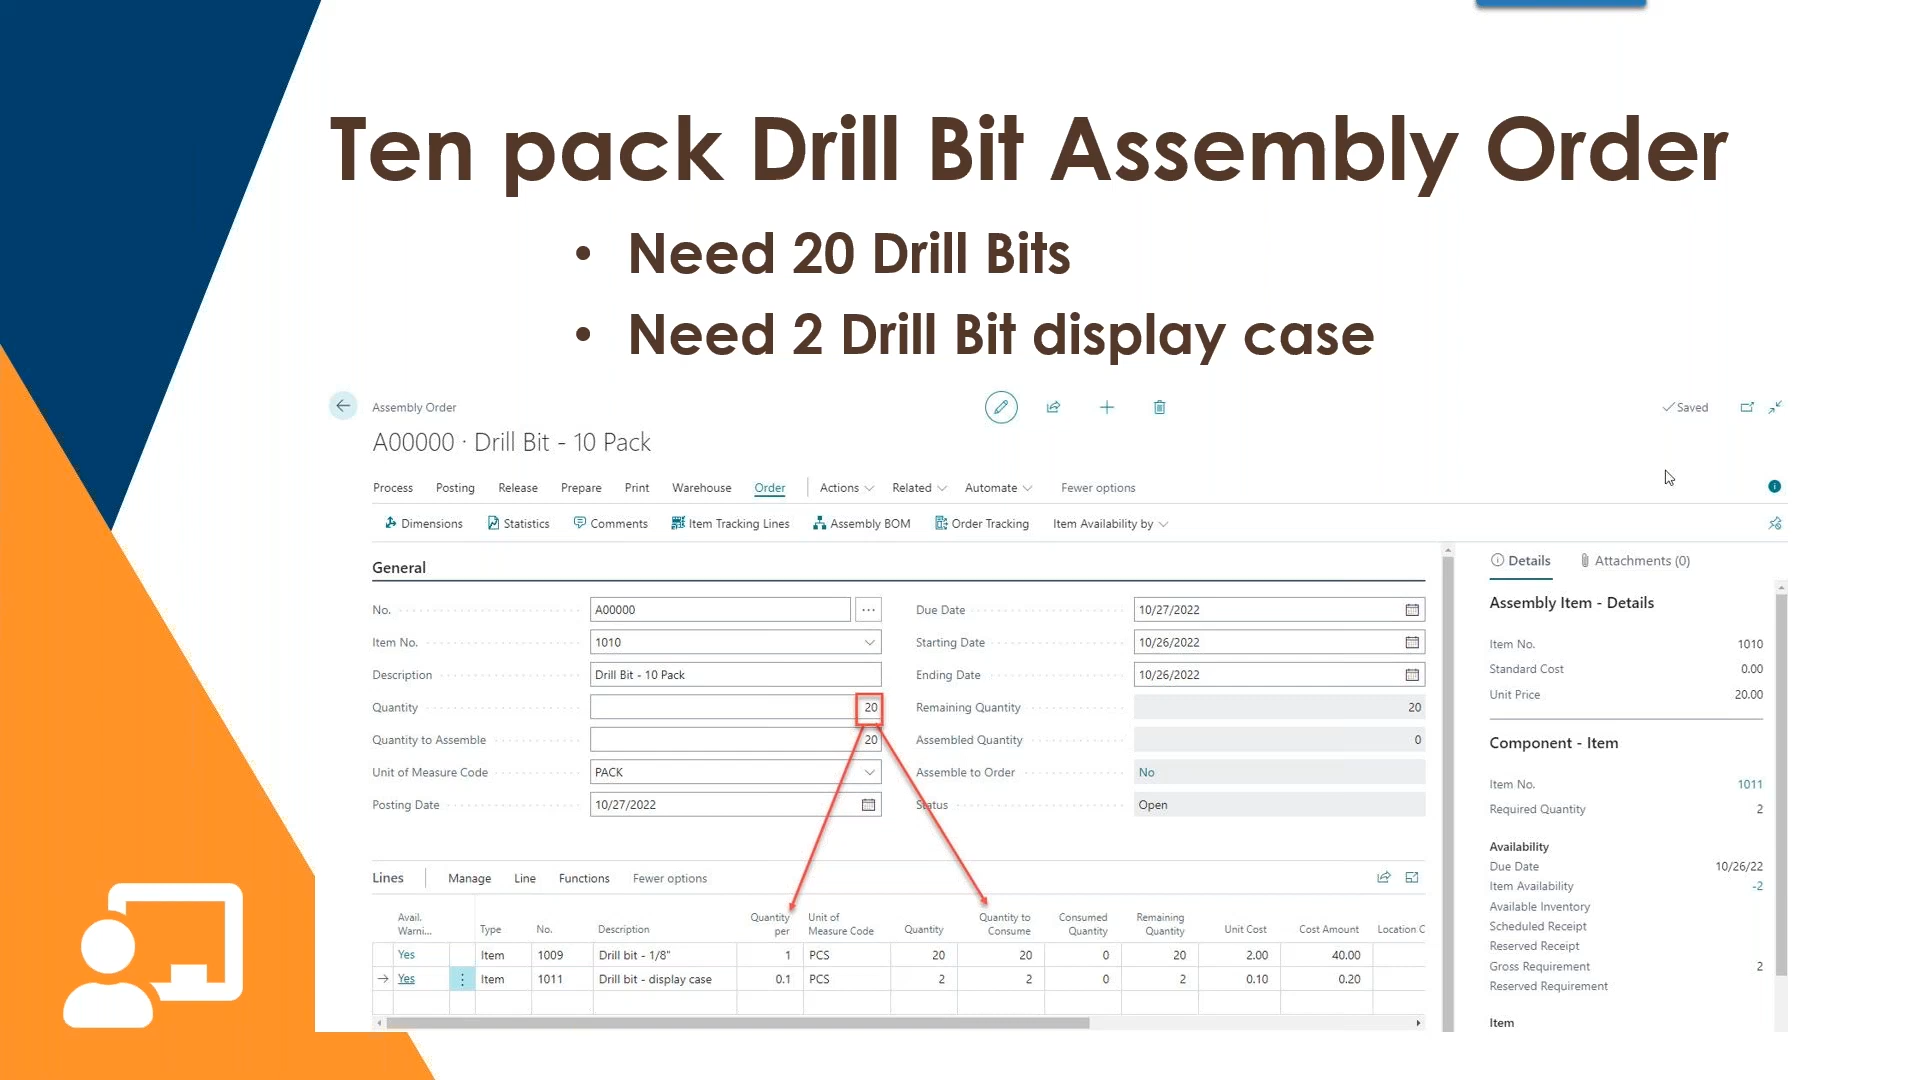 Ten pack Drill Bit Assembly Order
• Need 20 Drill Bits
• Need 2 Drill Bit display case
Assembly Order
Saved
A00000 · Drill Bit - 10 Pack
Process Posting Release Prepare Print Warehouse Order Actions Related Automate Fewer options
Dimensions Statistics Comments Item Tracking Lines Assembly BOM Order Tracking Item Availability by
General
No. A00000
Item No. 1010
Description Drill Bit - 10 Pack
Quantity 20
Quantity to Assemble 20
Unit of Measure Code PACK
Posting Date 10/27/2022
Due Date 10/27/2022
Starting Date 10/26/2022
Ending Date 10/26/2022
Remaining Quantity 20
Assembled Quantity 0
Assemble to Order No
Status Open
Lines Manage Line Functions Fewer options
Avail. Warni... Type No. Description Quantity per Unit of Measure Code Quantity Quantity to Consume Consumed Quantity Remaining Quantity Unit Cost Cost Amount Location C
Yes Item 1009 Drill bit - 1/8" 1 PCS 20 20 0 20 2.00 40.00
Yes Item 1011 Drill bit - display case 0.1 PCS 2 2 0 2 0.10 0.20
Details Attachments (0)
Assembly Item - Details
Item No. 1010
Standard Cost 0.00
Unit Price 20.00
Component - Item
Item No. 1011
Required Quantity 2
Availability
Due Date 10/26/22
Item Availability -2
Available Inventory
Scheduled Receipt
Reserved Receipt
Gross Requirement 2
Reserved Requirement
Item